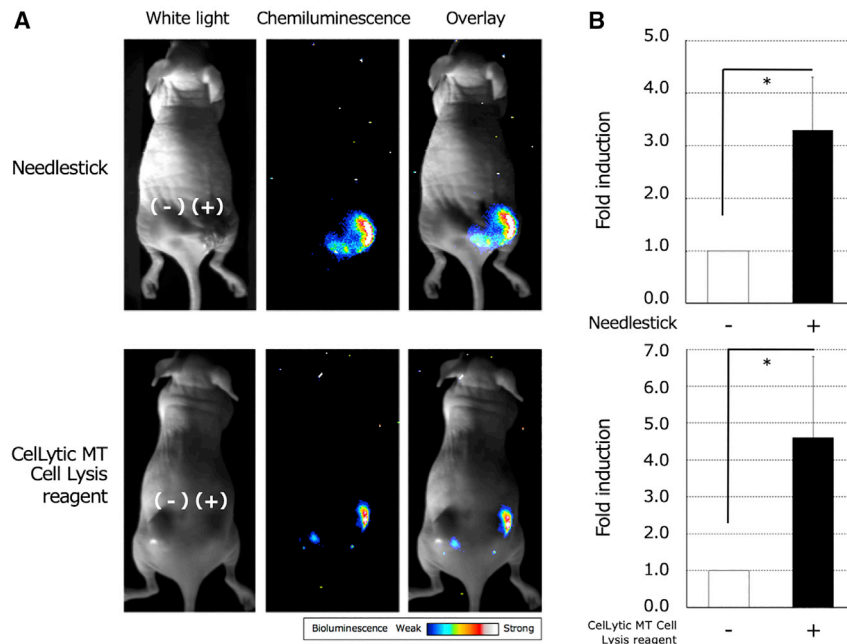 A
White light Chemiluminescence Overlay
Needlestick
(-) (+)
CelLytic MT
Cell Lysis
reagent
(-) (+)
Bioluminescence Weak Strong
B
Fold induction
5.0
4.0
3.0
2.0
1.0
0.0
*
Needlestick - +
Fold induction
7.0
6.0
5.0
4.0
3.0
2.0
1.0
0.0
*
CelLytic MT Cell
Lysis reagent - +